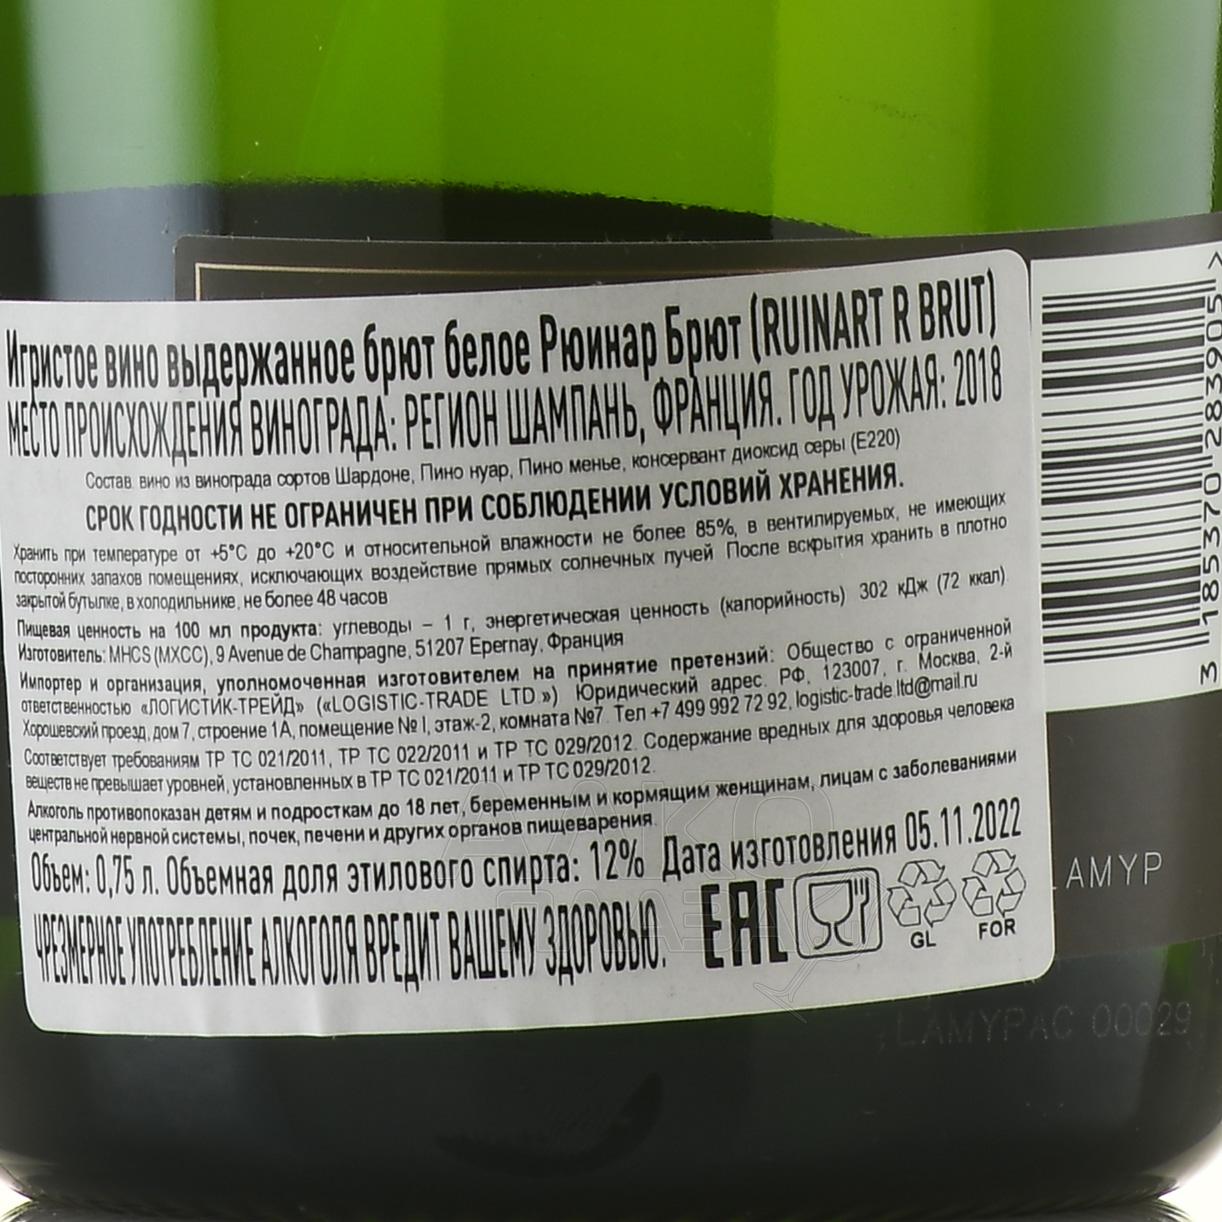 Игристое вино выдержанное брют белое Рюинар Брют (RUINART R BRUT)
МЕСТО ПРОИСХОЖДЕНИЯ ВИНОГРАДА: РЕГИОН ШАМПАНЬ, ФРАНЦИЯ. ГОД УРОЖАЯ: 2018
Состав: вино из винограда сортов Шардоне, Пино нуар, Пино менье, консервант диоксид серы (Е220)
СРОК ГОДНОСТИ НЕ ОГРАНИЧЕН ПРИ СОБЛЮДЕНИИ УСЛОВИЙ ХРАНЕНИЯ.
Хранить при температуре от +5°С до +20°С и относительной влажности не более 85%, в вентилируемых, не имеющих
посторонних запахов помещениях, исключающих воздействие прямых солнечных лучей. После вскрытия хранить в плотно
закрытой бутылке, в холодильнике, не более 48 часов
Пищевая ценность на 100 мл продукта: углеводы – 1 г, энергетическая ценность (калорийность) 302 кДж (72 ккал).
Изготовитель: MHCS (МХСС), 9 Avenue de Champagne, 51207 Epernay, Франция
Импортер и организация, уполномоченная изготовителем на принятие претензий: Общество с ограниченной
ответственностью «ЛОГИСТИК-ТРЕЙД» («LOGISTIC-TRADE LTD.») Юридический адрес: РФ, 123007, г. Москва, 2-й
Хорошевский проезд, дом 7, строение 1А, помещение № I, этаж-2, комната №7. Тел +7 499 992 72 92, logistic-trade.ltd@mail.ru
Соответствует требованиям ТР ТС 021/2011, ТР ТС 022/2011 и ТР ТС 029/2012. Содержание вредных для здоровья человека
веществ не превышает уровней, установленных в ТР ТС 021/2011 и ТР ТС 029/2012.
Алкоголь противопоказан детям и подросткам до 18 лет, беременным и кормящим женщинам, лицам с заболеваниями
центральной нервной системы, почек, печени и других органов пищеварения.
Объем: 0,75 л. Объемная доля этилового спирта: 12% Дата изготовления 05.11.2022
ЧРЕЗМЕРНОЕ УПОТРЕБЛЕНИЕ АЛКОГОЛЯ ВРЕДИТ ВАШЕМУ ЗДОРОВЬЮ.
EAC
GL
FOR
3 185370 283905 >
LAMYP
LAMYPAC 00029